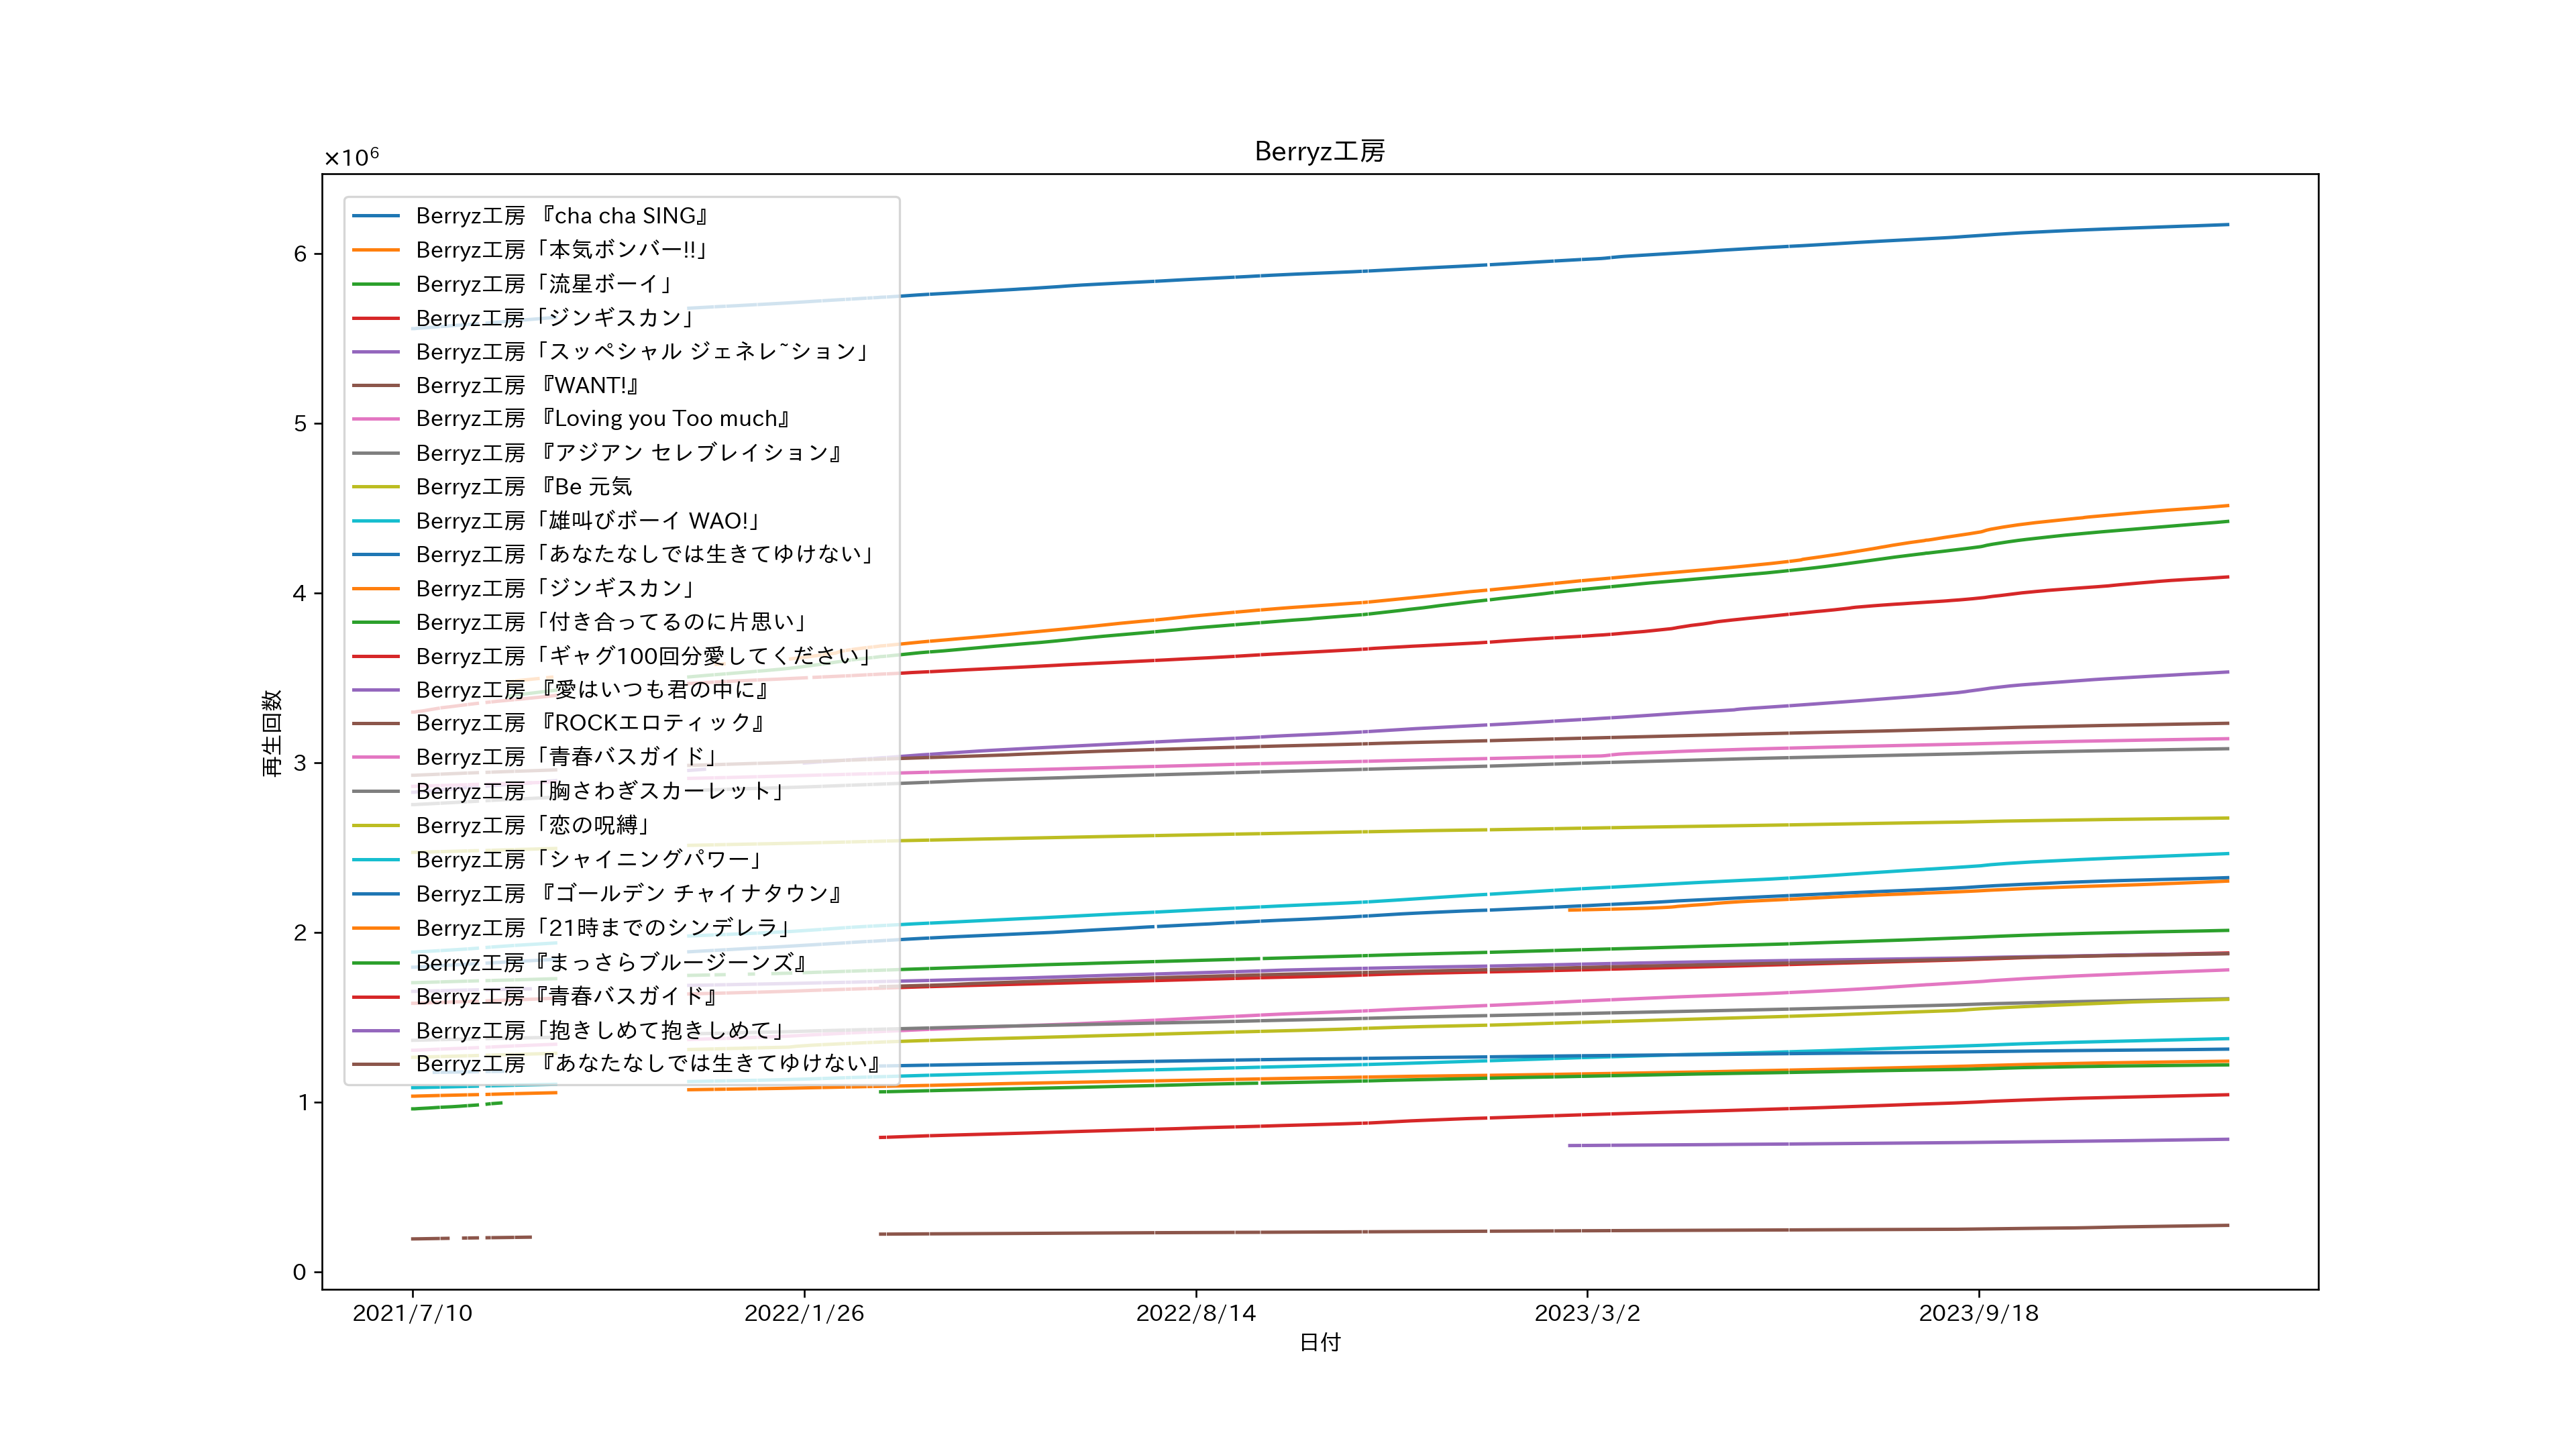 Berryz工房
×10⁶
Berryz工房 『cha cha SING』
Berryz工房「本気ボンバー!!」
Berryz工房「流星ボーイ」
Berryz工房「ジンギスカン」
Berryz工房「スッペシャル ジェネレ~ション」
Berryz工房 『WANT!』
Berryz工房 『Loving you Too much』
Berryz工房 『アジアン セレブレイション』
Berryz工房 『Be 元気
Berryz工房「雄叫びボーイ WAO!」
Berryz工房「あなたなしでは生きてゆけない」
Berryz工房「ジンギスカン」
Berryz工房「付き合ってるのに片思い」
Berryz工房「ギャグ100回分愛してください」
Berryz工房 『愛はいつも君の中に』
Berryz工房 『ROCKエロティック』
Berryz工房「青春バスガイド」
Berryz工房「胸さわぎスカーレット」
Berryz工房「恋の呪縛」
Berryz工房「シャイニングパワー」
Berryz工房 『ゴールデン チャイナタウン』
Berryz工房「21時までのシンデレラ」
Berryz工房『まっさらブルージーンズ』
Berryz工房『青春バスガイド』
Berryz工房「抱きしめて抱きしめて」
Berryz工房 『あなたなしでは生きてゆけない』
再生回数
6
5
4
3
2
1
0
2021/7/10
2022/1/26
2022/8/14
2023/3/2
2023/9/18
日付